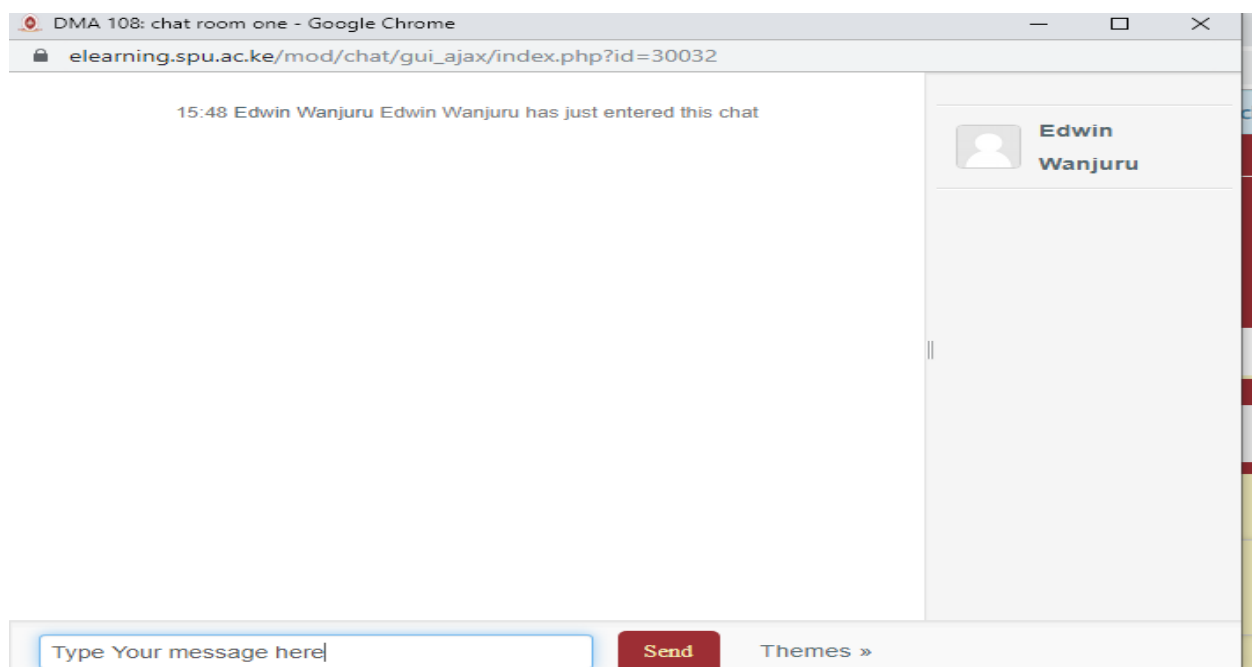 DMA 108: chat room one - Google Chrome
elearning.spu.ac.ke/mod/chat/gui_ajax/index.php?id=30032
15:48 Edwin Wanjuru Edwin Wanjuru has just entered this chat
Edwin
Wanjuru
Type Your message here
Send
Themes »